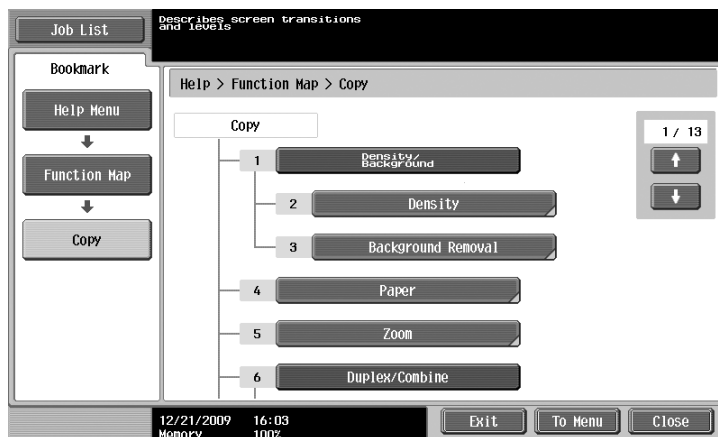 Job List
Describes screen transitions
and levels
Bookmark
Help Menu
Function Map
Copy
Help > Function Map > Copy
Copy
1 / 13
1 Density/
Background
2 Density
3 Background Removal
4 Paper
5 Zoom
6 Duplex/Combine
12/21/2009 16:03
Memory 100%
Exit
To Menu
Close